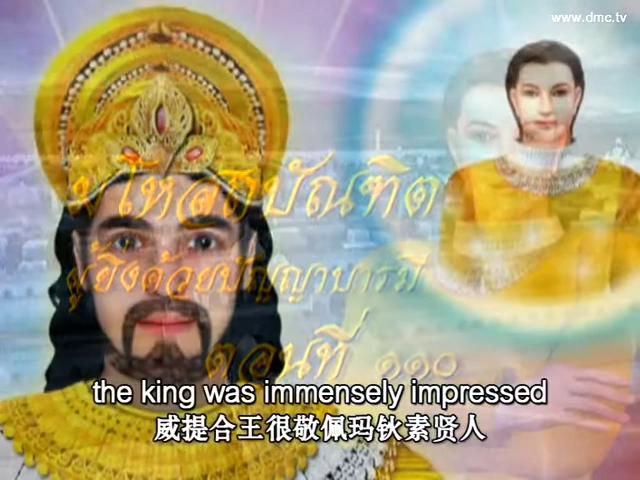 www.dmc.tv
มโหสถบัณฑิต
ผู้ยิ่งด้วยปัญญาบารมี
ตอนที่ ๑๑๐
the king was immensely impressed
威提合王很敬佩玛钬素贤人